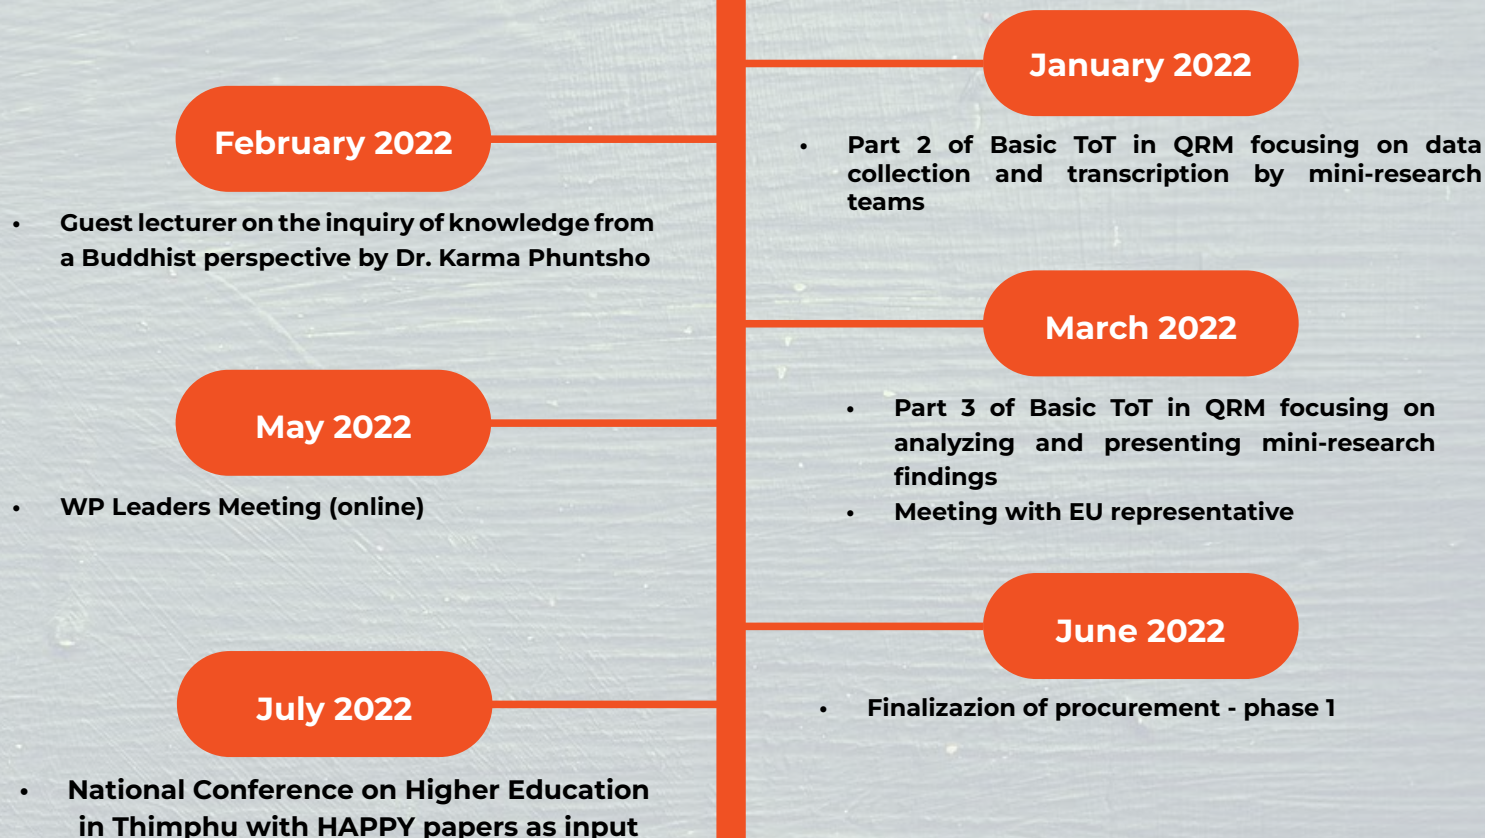 January 2022
• Part 2 of Basic ToT in QRM focusing on data
collection and transcription by mini-research
teams
February 2022
• Guest lecturer on the inquiry of knowledge from
a Buddhist perspective by Dr. Karma Phuntsho
March 2022
• Part 3 of Basic ToT in QRM focusing on
analyzing and presenting mini-research
findings
• Meeting with EU representative
May 2022
• WP Leaders Meeting (online)
June 2022
• Finalizazion of procurement - phase 1
July 2022
• National Conference on Higher Education
in Thimphu with HAPPY papers as input